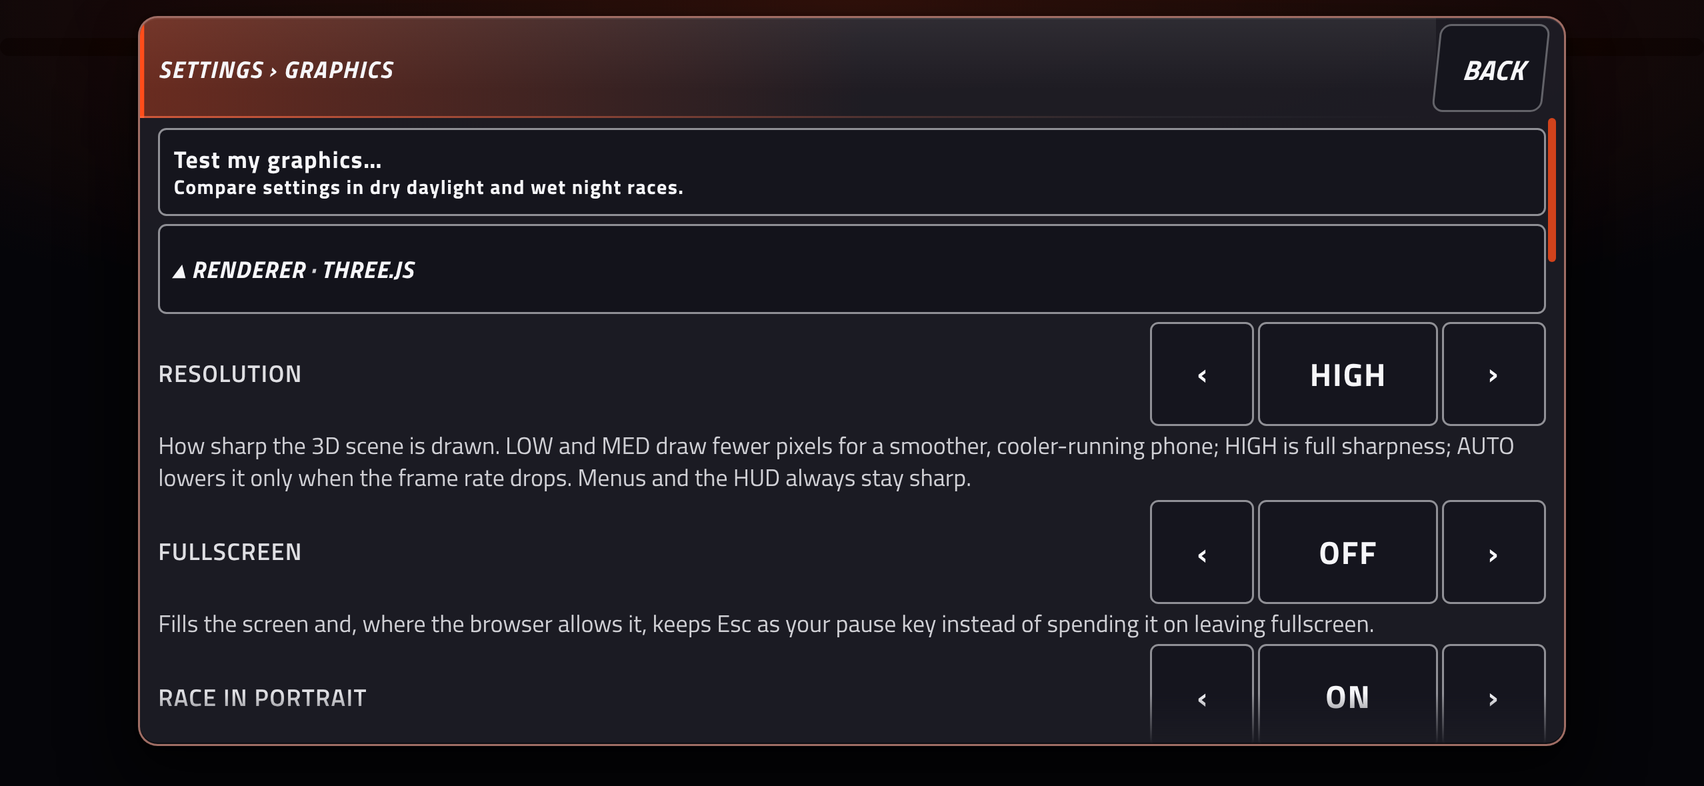 SETTINGS › GRAPHICS
BACK
Test my graphics...
Compare settings in dry daylight and wet night races.
▲ RENDERER · THREE.JS
RESOLUTION
‹ HIGH ›
How sharp the 3D scene is drawn. LOW and MED draw fewer pixels for a smoother, cooler-running phone; HIGH is full sharpness; AUTO
lowers it only when the frame rate drops. Menus and the HUD always stay sharp.
FULLSCREEN
‹ OFF ›
Fills the screen and, where the browser allows it, keeps Esc as your pause key instead of spending it on leaving fullscreen.
RACE IN PORTRAIT
‹ ON ›